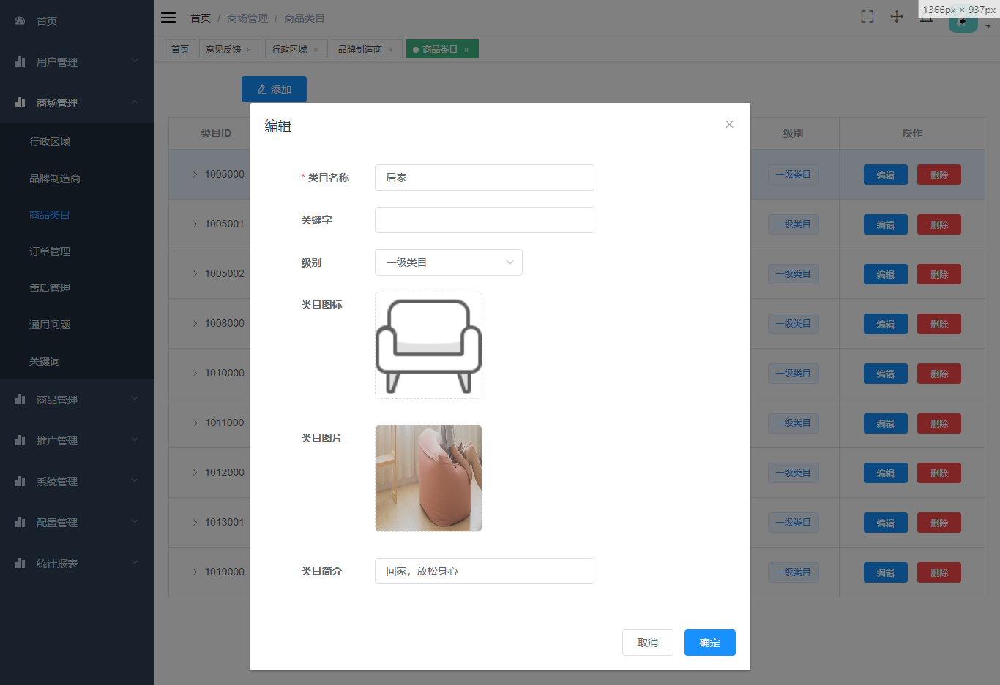 首页
用户管理
商场管理
行政区域
品牌制造商
商品类目
订单管理
售后管理
通用问题
关键词
商品管理
推广管理
系统管理
配置管理
统计报表
首页 / 商场管理 / 商品类目
1366px × 937px
首页
意见反馈 ×
行政区域 ×
品牌制造商 ×
商品类目 ×
添加
类目ID 级别 操作
1005000 一级类目 编辑 删除
1005001 一级类目 编辑 删除
1005002 一级类目 编辑 删除
1008000 一级类目 编辑 删除
1010000 一级类目 编辑 删除
1011000 一级类目 编辑 删除
1012000 一级类目 编辑 删除
1013001 一级类目 编辑 删除
1019000 一级类目 编辑 删除
编辑
* 类目名称 居家
关键字
级别 一级类目
类目图标
类目图片
类目简介 回家，放松身心
取消 确定